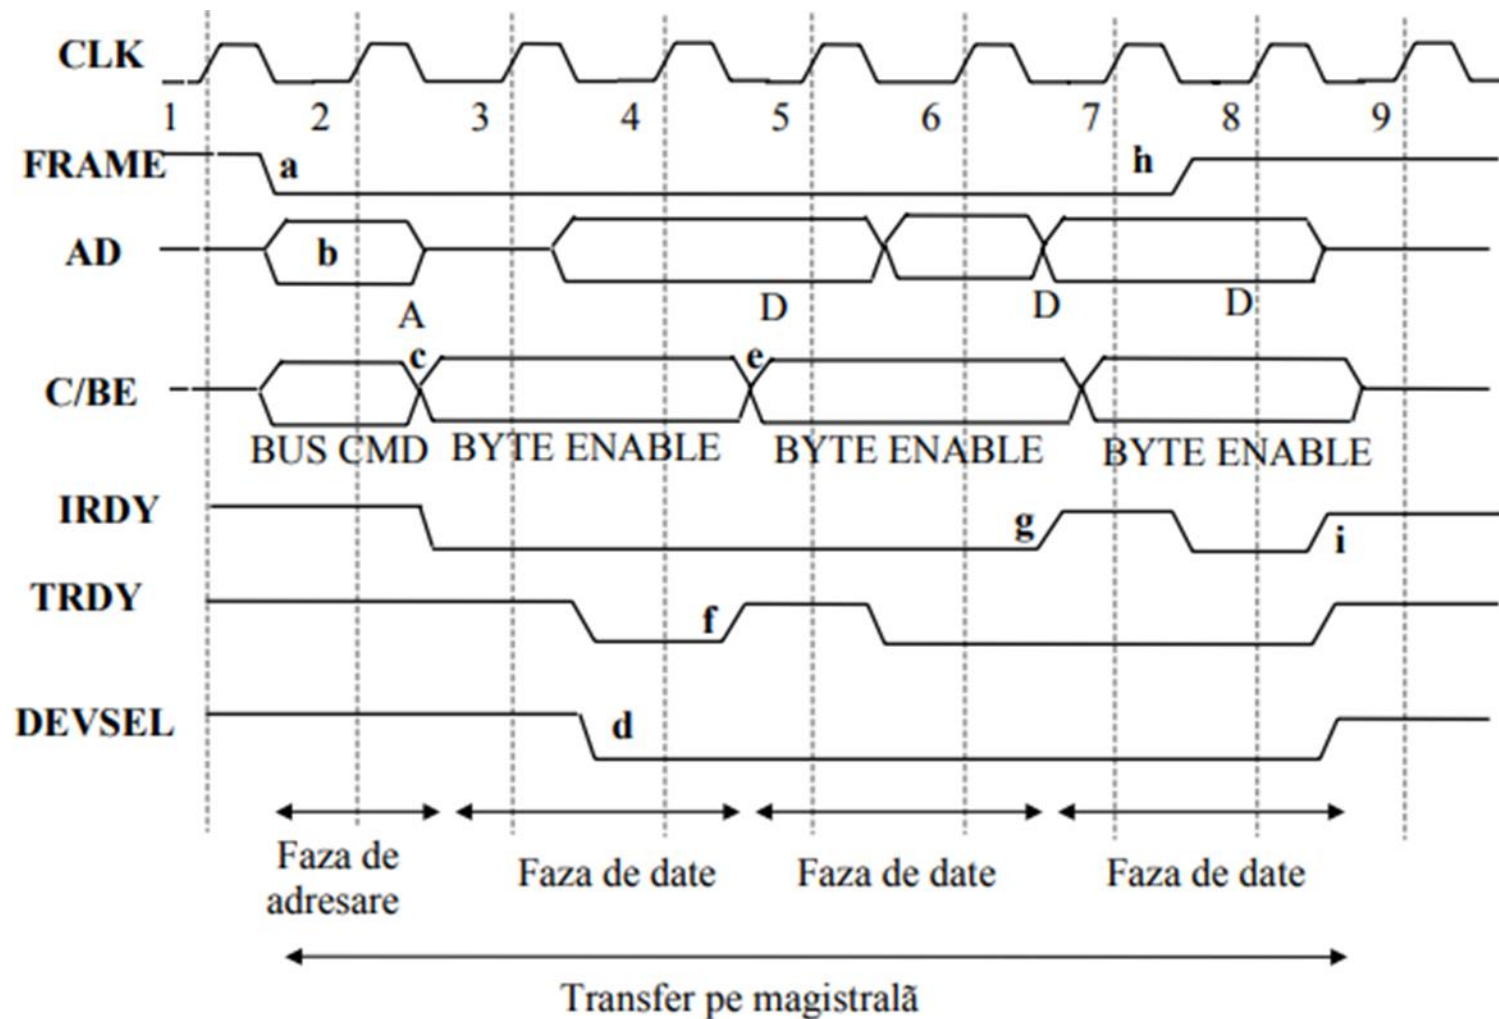 CLK
1 2 3 4 5 6 7 8 9
FRAME a h
AD b
A D D D
c e
C/BE
BUS CMD BYTE ENABLE BYTE ENABLE BYTE ENABLE
IRDY g i
TRDY f
DEVSEL d
Faza de adresare
Faza de date
Faza de date
Faza de date
Transfer pe magistralã